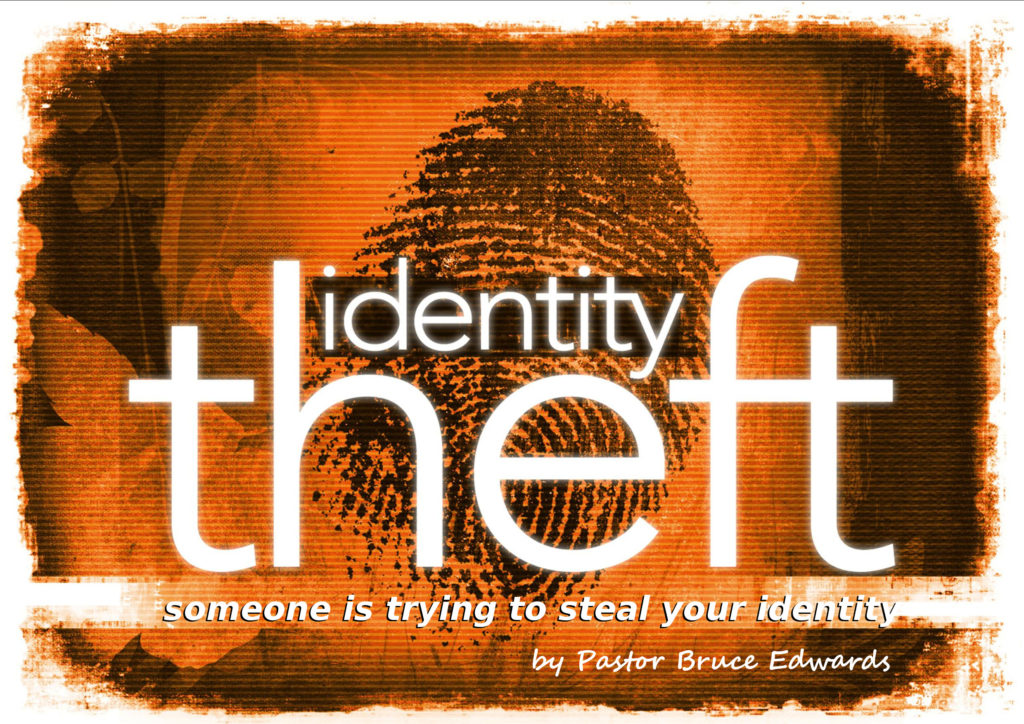 identity
theft
someone is trying to steal your identity
by Pastor Bruce Edwards